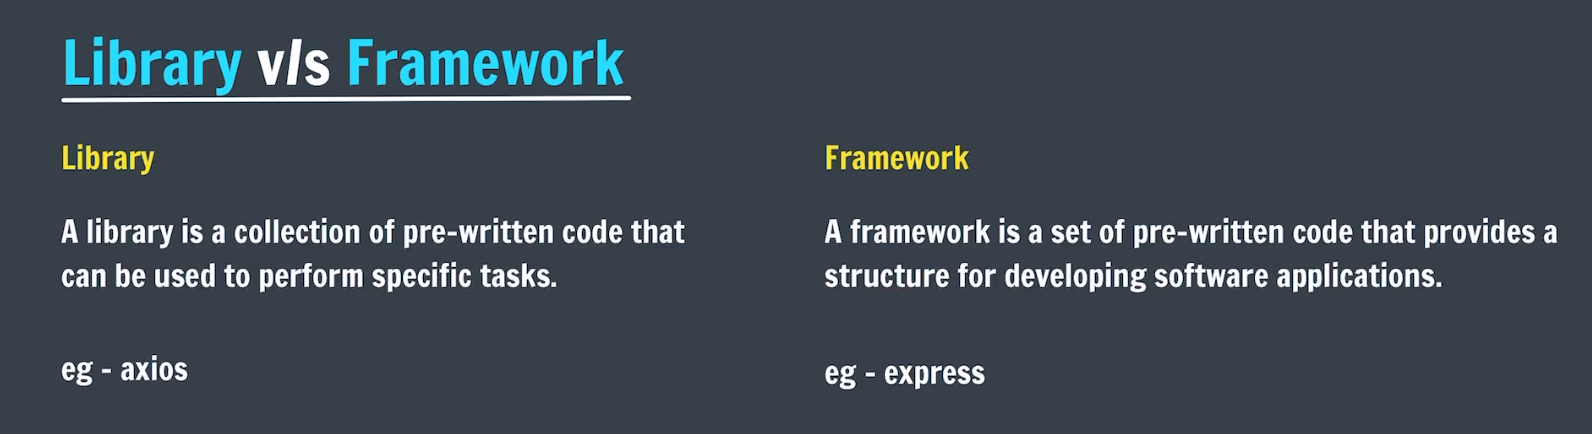 Library v/s Framework
Library
A library is a collection of pre-written code that
can be used to perform specific tasks.
eg - axios
Framework
A framework is a set of pre-written code that provides a
structure for developing software applications.
eg - express